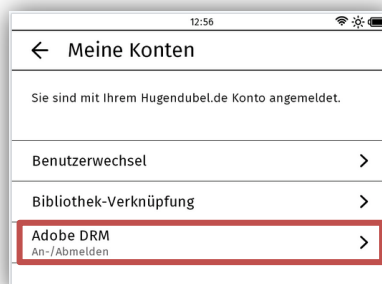 12:56
Meine Konten
Sie sind mit Ihrem Hugendubel.de Konto angemeldet.
Benutzerwechsel
Bibliothek-Verknüpfung
Adobe DRM
An-/Abmelden